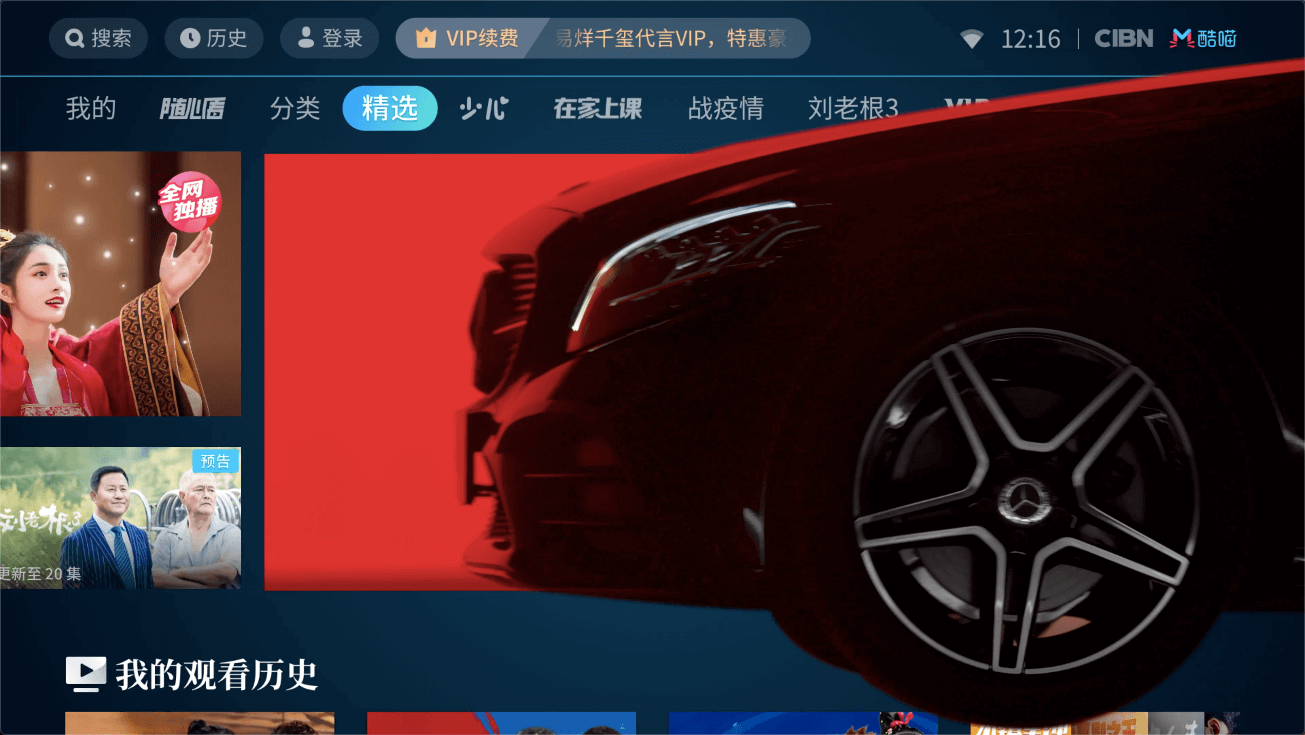 搜索
历史
登录
VIP续费
易烊千玺代言VIP，特惠豪
12:16
CIBN
酷喵
我的
随心看
分类
精选
少儿
在家上课
战疫情
刘老根3
VIP
全网
独播
预告
刘老根3
更新至 20 集
我的观看历史